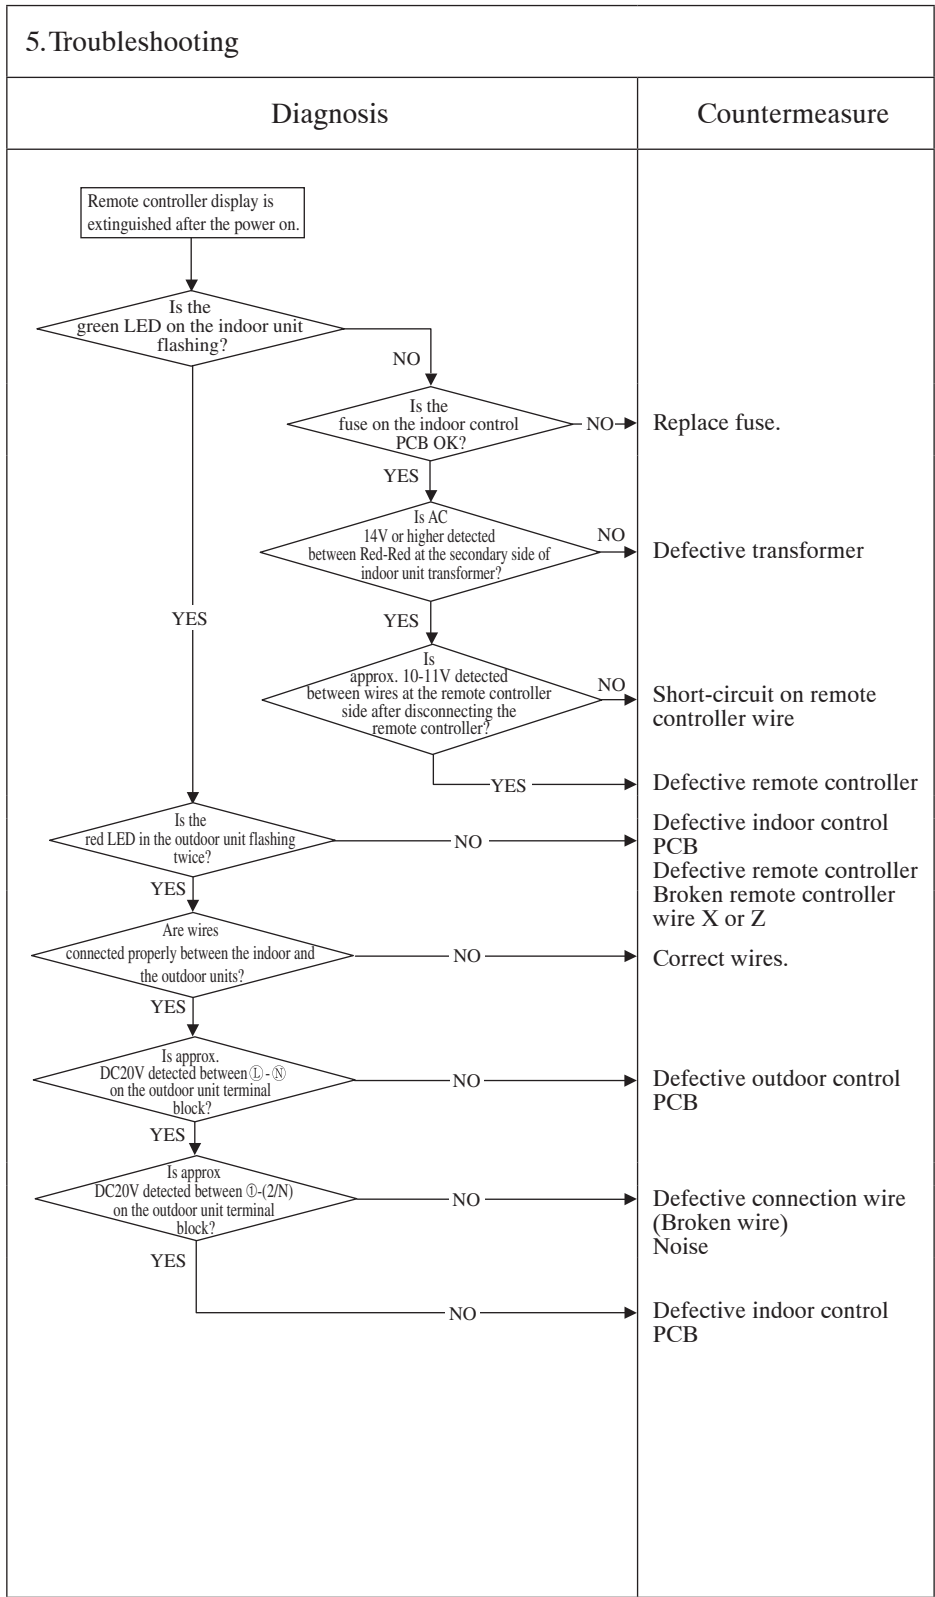 5.Troubleshooting
Diagnosis
Countermeasure
Remote controller display is
extinguished after the power on.
Is the
green LED on the indoor unit
flashing?
NO
Is the
fuse on the indoor control
PCB OK?
NO
Replace fuse.
YES
Is AC
14V or higher detected
between Red-Red at the secondary side of
indoor unit transformer?
NO
Defective transformer
YES
YES
Is
approx. 10-11V detected
between wires at the remote controller
side after disconnecting the
remote controller?
NO
Short-circuit on remote
controller wire
YES
Defective remote controller
Is the
red LED in the outdoor unit flashing
twice?
NO
Defective indoor control
PCB
Defective remote controller
Broken remote controller
wire X or Z
YES
Are wires
connected properly between the indoor and
the outdoor units?
NO
Correct wires.
YES
Is approx.
DC20V detected between Ⓛ-Ⓝ
on the outdoor unit terminal
block?
NO
Defective outdoor control
PCB
YES
Is approx
DC20V detected between ①-(2/N)
on the outdoor unit terminal
block?
NO
Defective connection wire
(Broken wire)
Noise
YES
NO
Defective indoor control
PCB